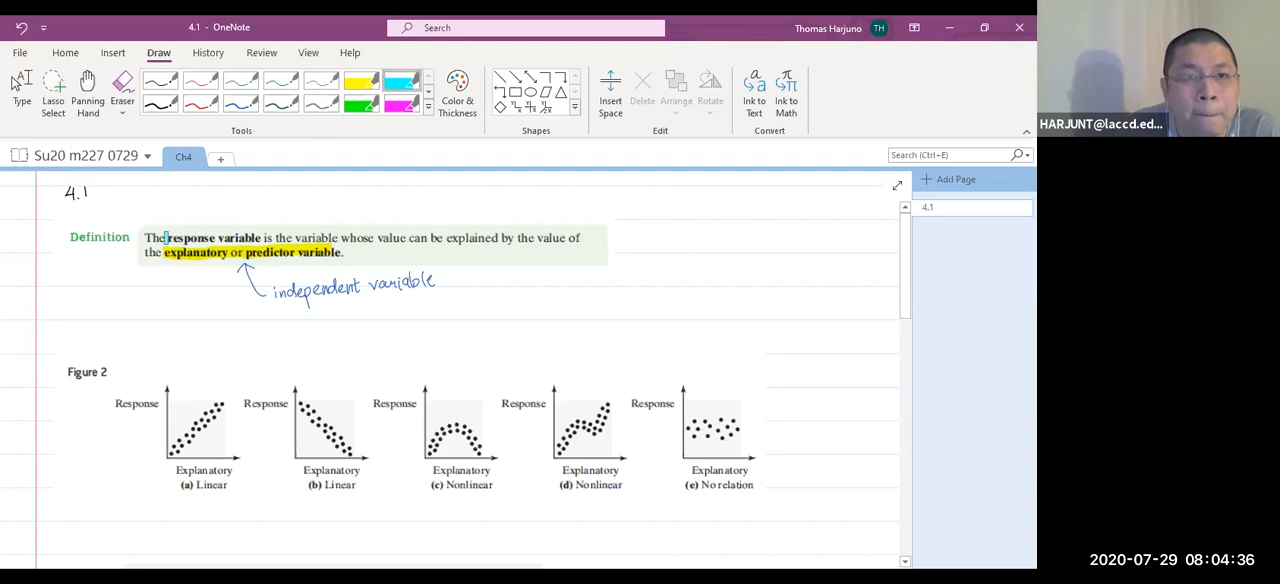 4.1 - OneNote
Search
Thomas Harjuno
TH
File
Home
Insert
Draw
History
Review
View
Help
Type
Lasso Select
Panning Hand
Eraser
Color & Thickness
Insert Space
Delete
Arrange
Rotate
Ink to Text
Ink to Math
Tools
Shapes
Edit
Convert
Su20 m227 0729
Ch4
Search (Ctrl+E)
Add Page
4.1
4.1
Definition
The response variable is the variable whose value can be explained by the value of
the explanatory or predictor variable.
independent variable
Figure 2
Response
Response
Response
Response
Response
Explanatory
Explanatory
Explanatory
Explanatory
Explanatory
(a) Linear
(b) Linear
(c) Nonlinear
(d) Nonlinear
(e) No relation
HARJUNT@laccd.ed...
2020-07-29 08:04:36